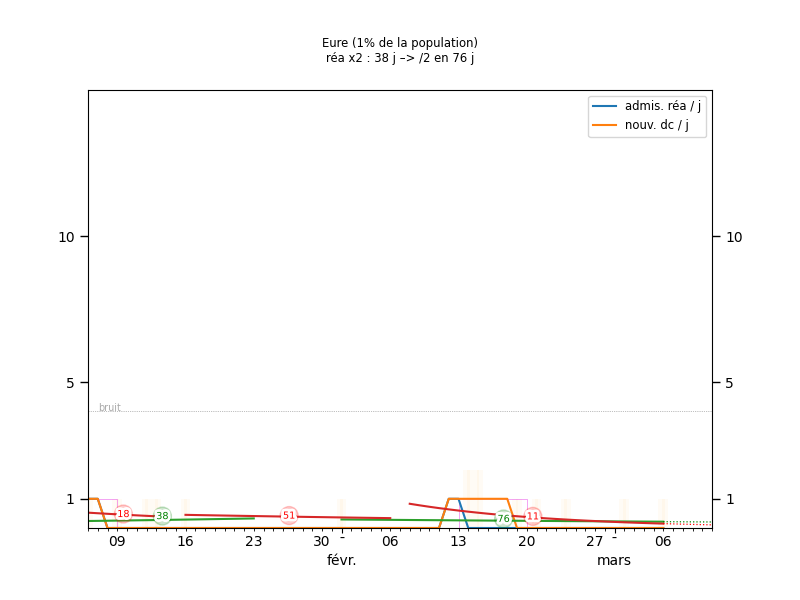 Eure (1% de la population)
réa x2 : 38 j –> /2 en 76 j
admis. réa / j
nouv. dc / j
10 10
5 5
bruit
1 1
18 38 51 76 11
09 16 23 30 - 06 13 20 27 - 06
févr. mars